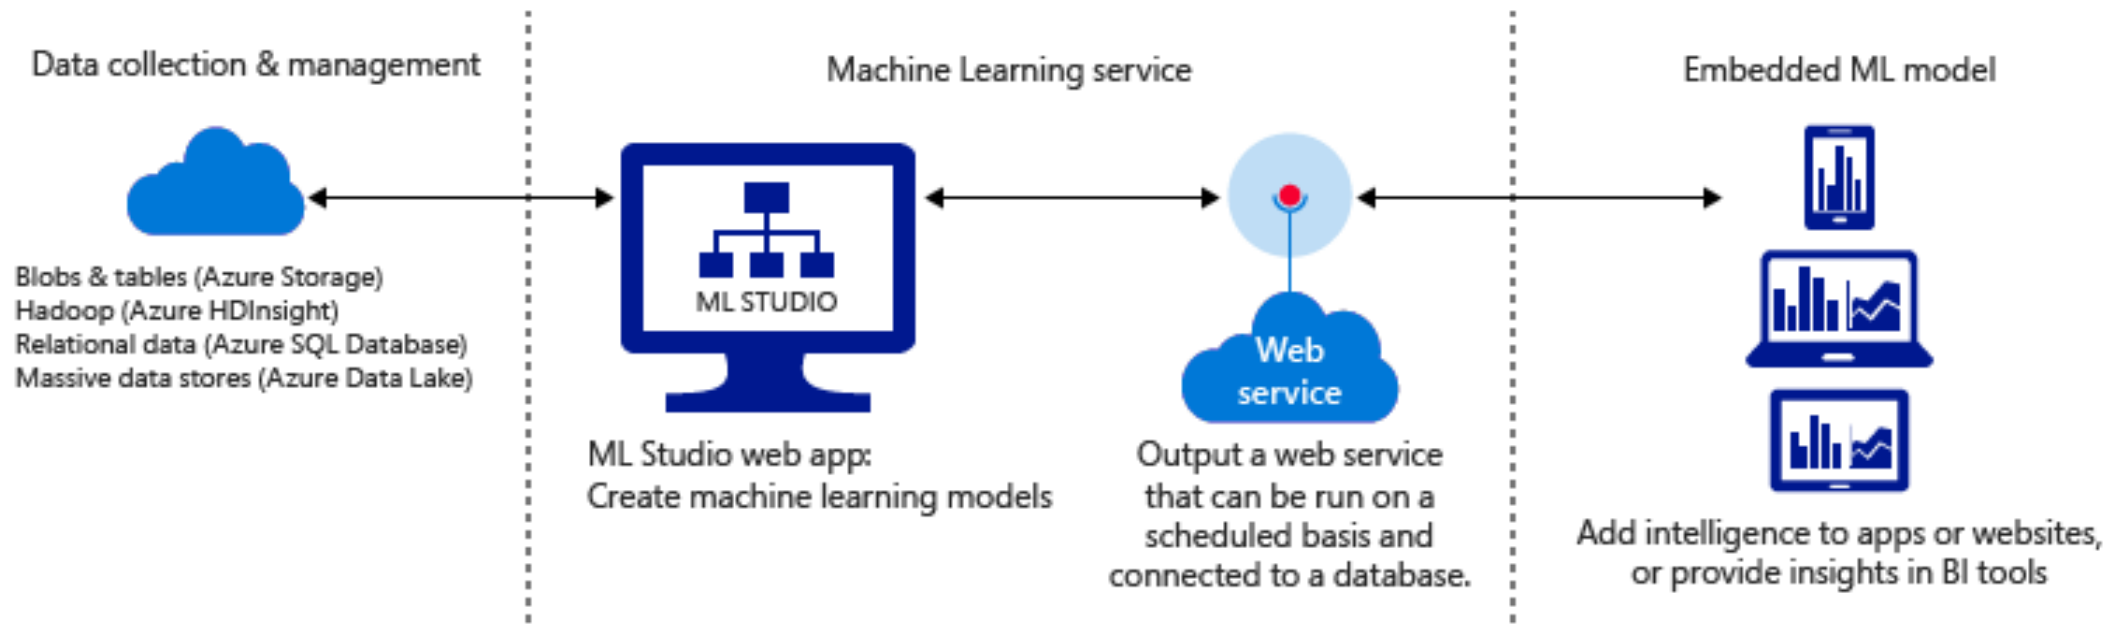 Data collection & management
Blobs & tables (Azure Storage)
Hadoop (Azure HDInsight)
Relational data (Azure SQL Database)
Massive data stores (Azure Data Lake)
Machine Learning service
ML STUDIO
ML Studio web app:
Create machine learning models
Web
service
Output a web service
that can be run on a
scheduled basis and
connected to a database.
Embedded ML model
Add intelligence to apps or websites,
or provide insights in BI tools